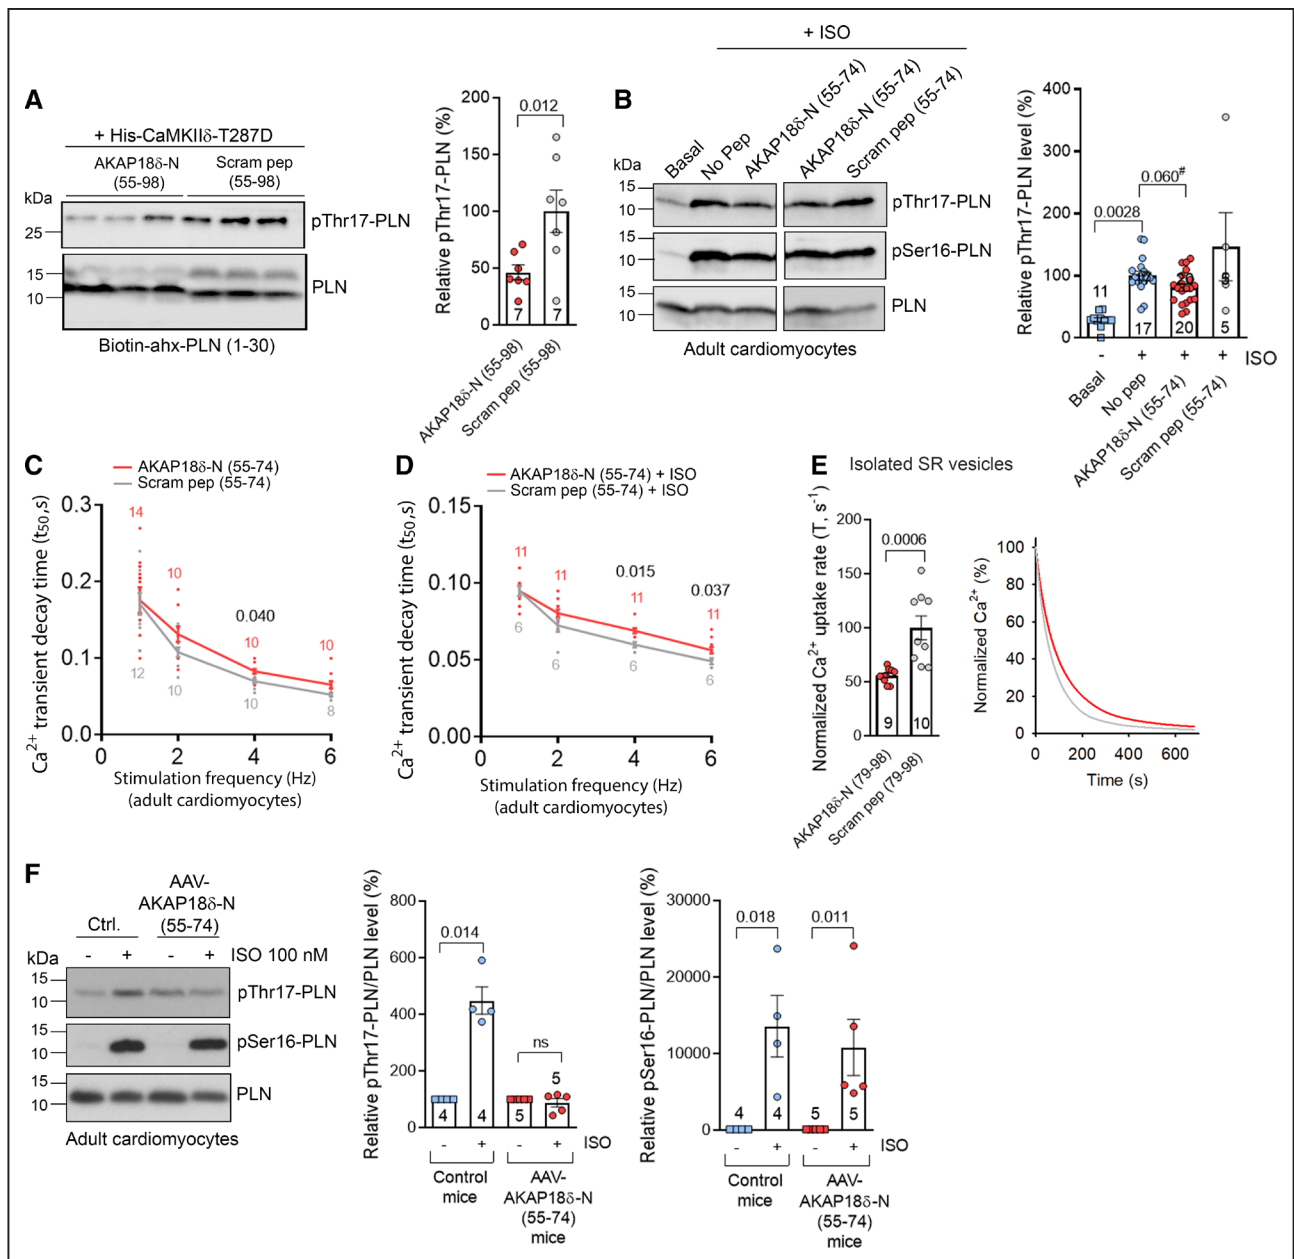 A
+ His-CaMKIIδ-T287D
AKAP18δ-N
(55-98)
Scram pep
(55-98)
kDa
25
pThr17-PLN
15
10
PLN
Biotin-ahx-PLN (1-30)
Relative pThr17-PLN (%)
200
150
100
50
0
0.012
7
7
AKAP18δ-N (55-98)
Scram pep (55-98)
B
+ ISO
Basal
No Pep
AKAP18δ-N (55-74)
AKAP18δ-N (55-74)
Scram pep (55-74)
kDa
15
10
pThr17-PLN
15
10
pSer16-PLN
15
10
PLN
Adult cardiomyocytes
Relative pThr17-PLN level (%)
400
300
200
100
0
0.0028
0.060#
11
17
20
5
- + + + ISO
Basal
No pep
AKAP18δ-N (55-74)
Scram pep (55-74)
C
AKAP18δ-N (55-74)
Scram pep (55-74)
Ca2+ transient decay time (t50,s)
0.3
0.2
0.1
0.0
14
10
0.040
10
10
12
10
10
8
0 2 4 6
Stimulation frequency (Hz)
(adult cardiomyocytes)
D
AKAP18δ-N (55-74) + ISO
Scram pep (55-74) + ISO
Ca2+ transient decay time (t50,s)
0.15
0.10
0.05
0.00
11
11
0.015
11
0.037
11
6
6
6
6
0 2 4 6
Stimulation frequency (Hz)
(adult cardiomyocytes)
E
Isolated SR vesicles
Normalized Ca2+ uptake rate (T, s-1)
200
150
100
50
0
0.0006
9
10
AKAP18δ-N (79-98)
Scram pep (79-98)
Normalized Ca2+ (%)
100
80
60
40
20
0
0 200 400 600
Time (s)
F
Ctrl.
AAV-
AKAP18δ-N
(55-74)
kDa
- + - + ISO 100 nM
15
10
pThr17-PLN
15
10
pSer16-PLN
15
10
PLN
Adult cardiomyocytes
Relative pThr17-PLN/PLN level (%)
800
600
400
200
0
0.014
ns
4
4
5
5
- + - + ISO
Control
mice
AAV-
AKAP18δ-N
(55-74)
mice
Relative pSer16-PLN/PLN level (%)
30000
20000
10000
0
0.018
0.011
4
4
5
5
- + - + ISO
Control
mice
AAV-
AKAP18δ-N
(55-74)
mice